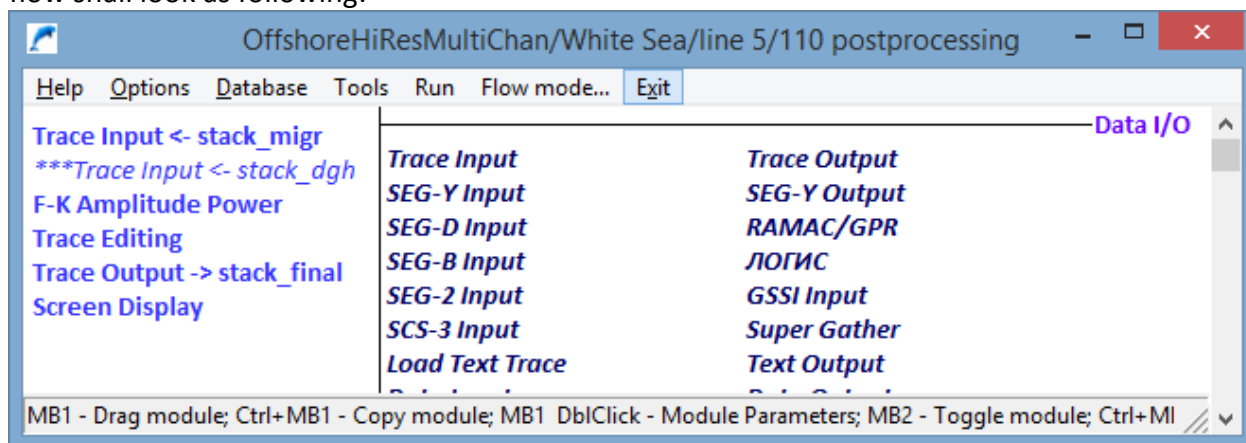 OffshoreHiResMultiChan/White Sea/line 5/110 postprocessing
Help Options Database Tools Run Flow mode... Exit
Data I/O
Trace Input <- stack_migr
***Trace Input <- stack_dgh
F-K Amplitude Power
Trace Editing
Trace Output -> stack_final
Screen Display
Trace Input Trace Output
SEG-Y Input SEG-Y Output
SEG-D Input RAMAC/GPR
SEG-B Input ЛОГИС
SEG-2 Input GSSI Input
SCS-3 Input Super Gather
Load Text Trace Text Output
MB1 - Drag module; Ctrl+MB1 - Copy module; MB1 DblClick - Module Parameters; MB2 - Toggle module;